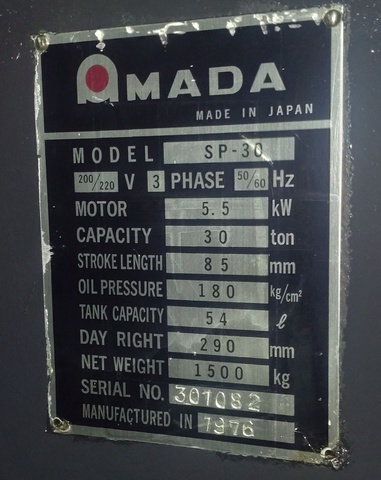 AMADA
MADE IN JAPAN
MODEL SP-30
200/220 V 3 PHASE 50/60 Hz
MOTOR 5.5 kW
CAPACITY 30 ton
STROKE LENGTH 85 mm
OIL PRESSURE 180 kg/cm²
TANK CAPACITY 54 ℓ
DAY RIGHT 290 mm
NET WEIGHT 1500 kg
SERIAL NO. 301082
MANUFACTURED IN 1976